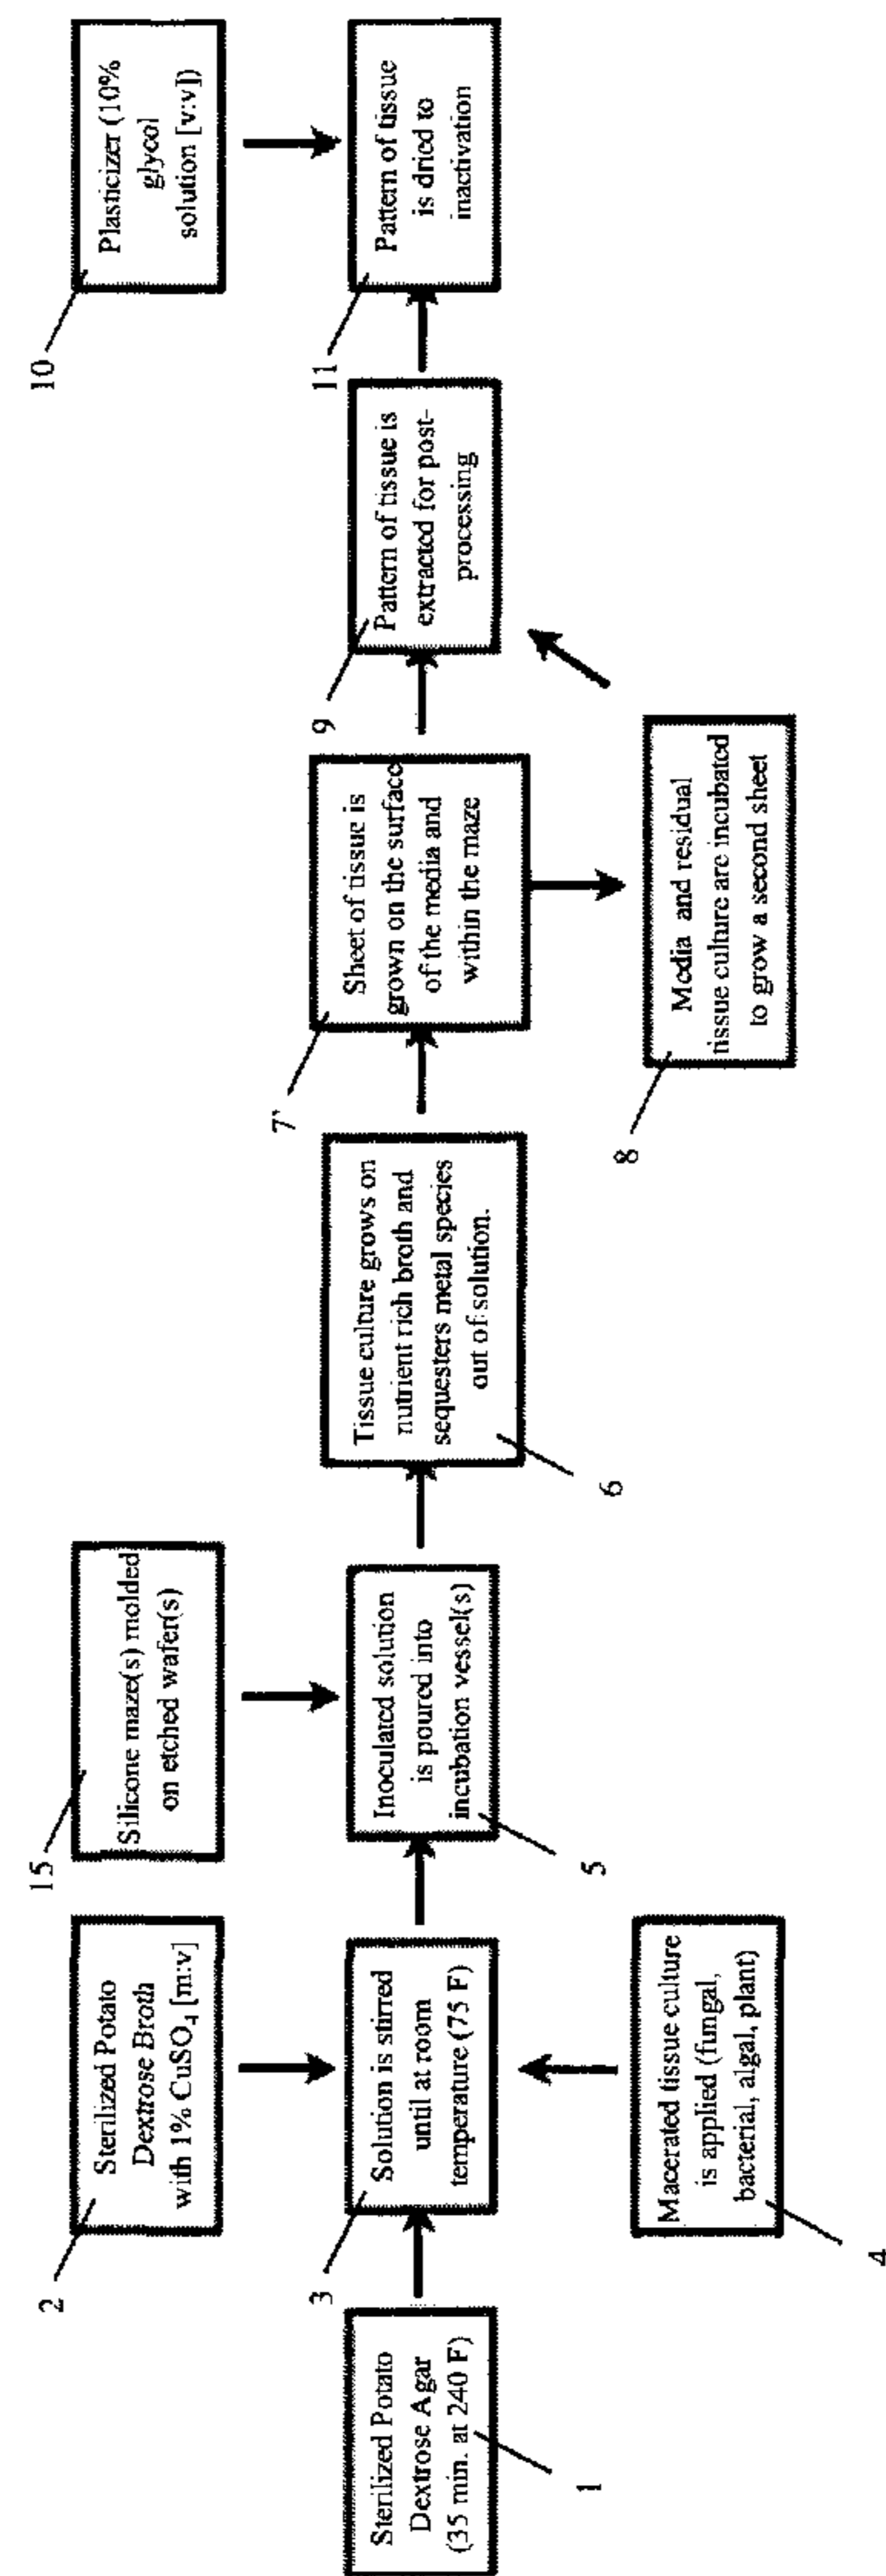 Sterilized Potato
Dextrose Agar
(35 min. at 240 F)
1
2
Sterilized Potato
Dextrose Broth
with 1% CuSO4 [m:v]
3
Solution is stirred
until at room
temperature (75 F)
Macerated tissue culture
is applied (fungal,
bacterial, algal, plant)
4
15
Silicone maze(s) molded
on etched wafer(s)
Inoculated solution
is poured into
incubation vessel(s)
5
Tissue culture grows on
nutrient rich broth and
sequesters metal species
out of solution.
6
7'
Sheet of tissue is
grown on the surface
of the media and
within the maze
Media and residual
tissue culture are incubated
to grow a second sheet
8
9
Pattern of tissue is
extracted for post-
processing
10
Plasticizer (10%
glycol
solution [v:v])
11
Pattern of tissue
is dried to
inactivation